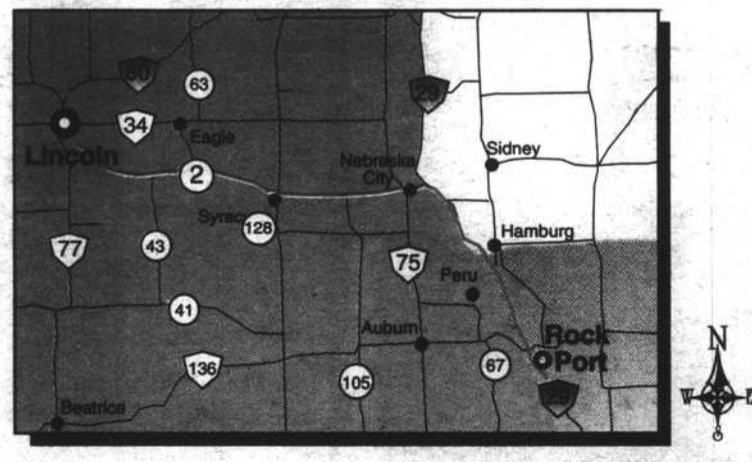 80
63
29
34
Eagle
Lincoln
Sidney
Nebraska
City
2
Syrac
128
Hamburg
77
43
75
Peru
41
Auburn
Rock
Port
136
105
67
29
Beatrice
N
W
S